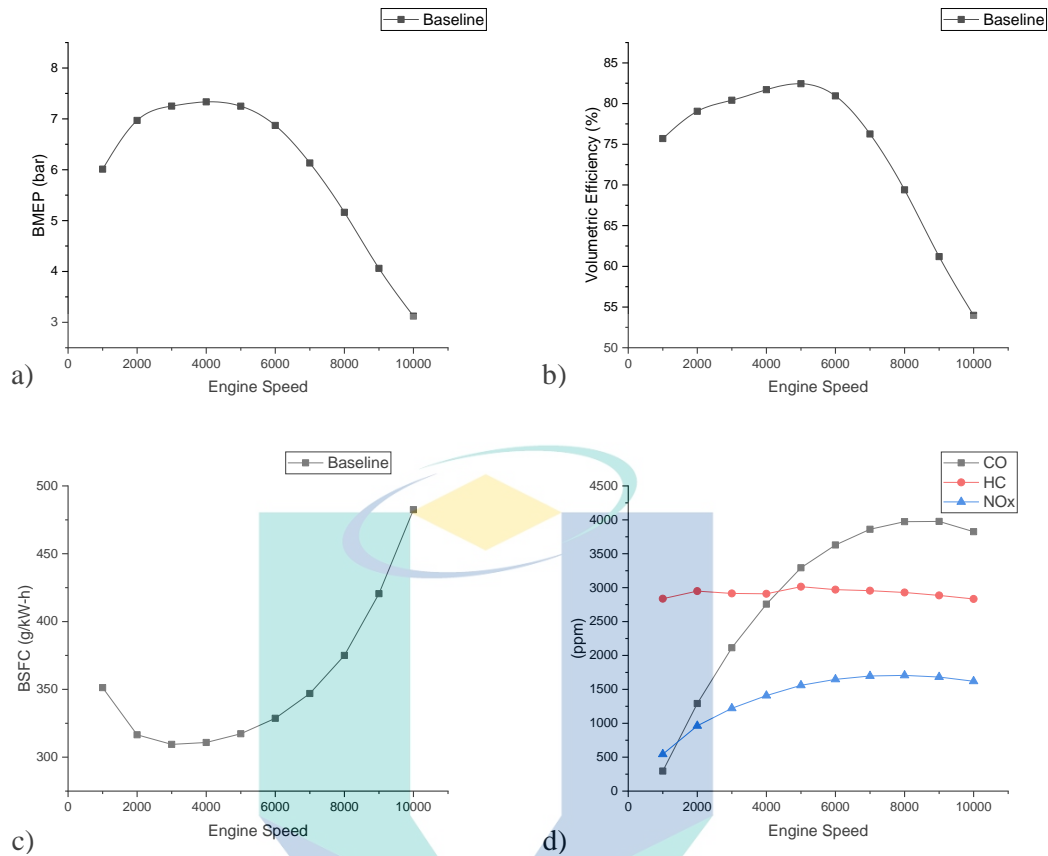 Baseline
8
7
6
5
4
3
BMEP (bar)
0 2000 4000 6000 8000 10000
Engine Speed
a)
Baseline
85
80
75
70
65
60
55
50
Volumetric Efficiency (%)
0 2000 4000 6000 8000 10000
Engine Speed
b)
Baseline
500
450
400
350
300
BSFC (g/kW-h)
0 2000 4000 6000 8000 10000
Engine Speed
c)
CO
HC
NOx
4500
4000
3500
3000
2500
2000
1500
1000
500
0
(ppm)
0 2000 4000 6000 8000 10000
Engine Speed
d)